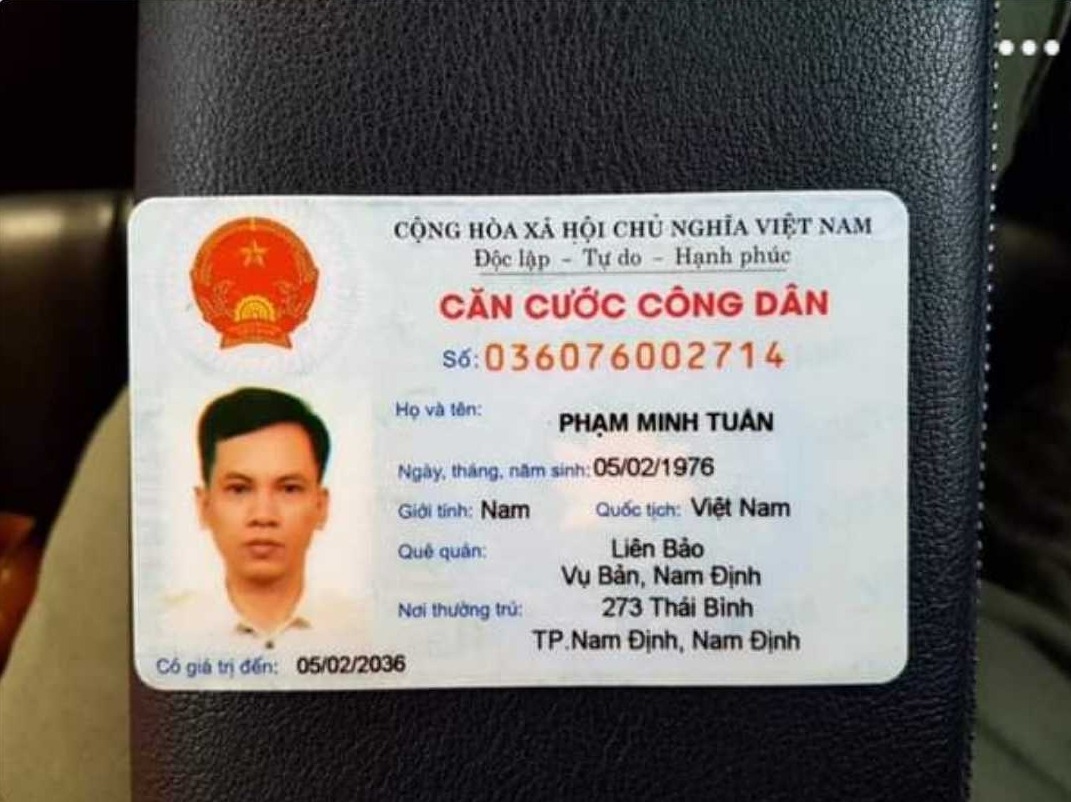 CỘNG HÒA XÃ HỘI CHỦ NGHĨA VIỆT NAM
Độc lập – Tự do – Hạnh phúc
CĂN CƯỚC CÔNG DÂN
Số: 036076002714
Họ và tên: PHẠM MINH TUÂN
Ngày, tháng, năm sinh: 05/02/1976
Giới tính: Nam Quốc tịch: Việt Nam
Quê quán: Liên Bảo
Vụ Bản, Nam Định
Nơi thường trú: 273 Thái Bình
TP.Nam Định, Nam Định
Có giá trị đến: 05/02/2036